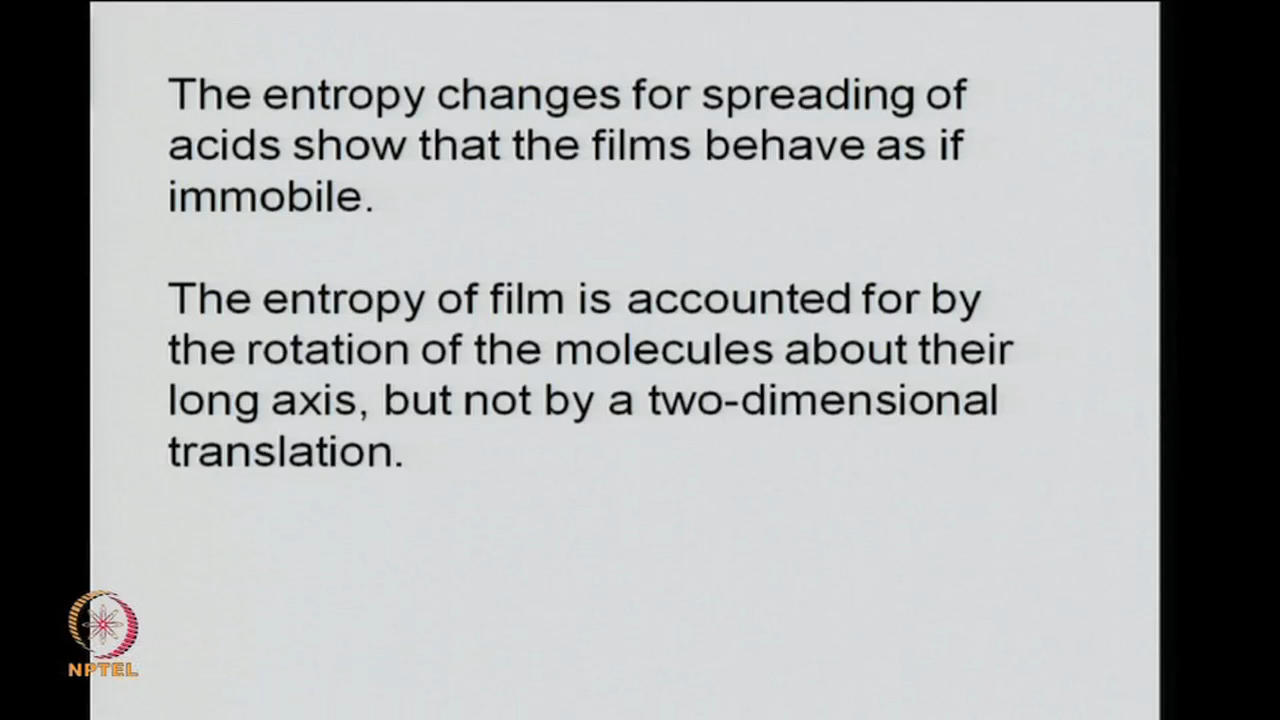 The entropy changes for spreading of
acids show that the films behave as if
immobile.
The entropy of film is accounted for by
the rotation of the molecules about their
long axis, but not by a two-dimensional
translation.
NPTEL